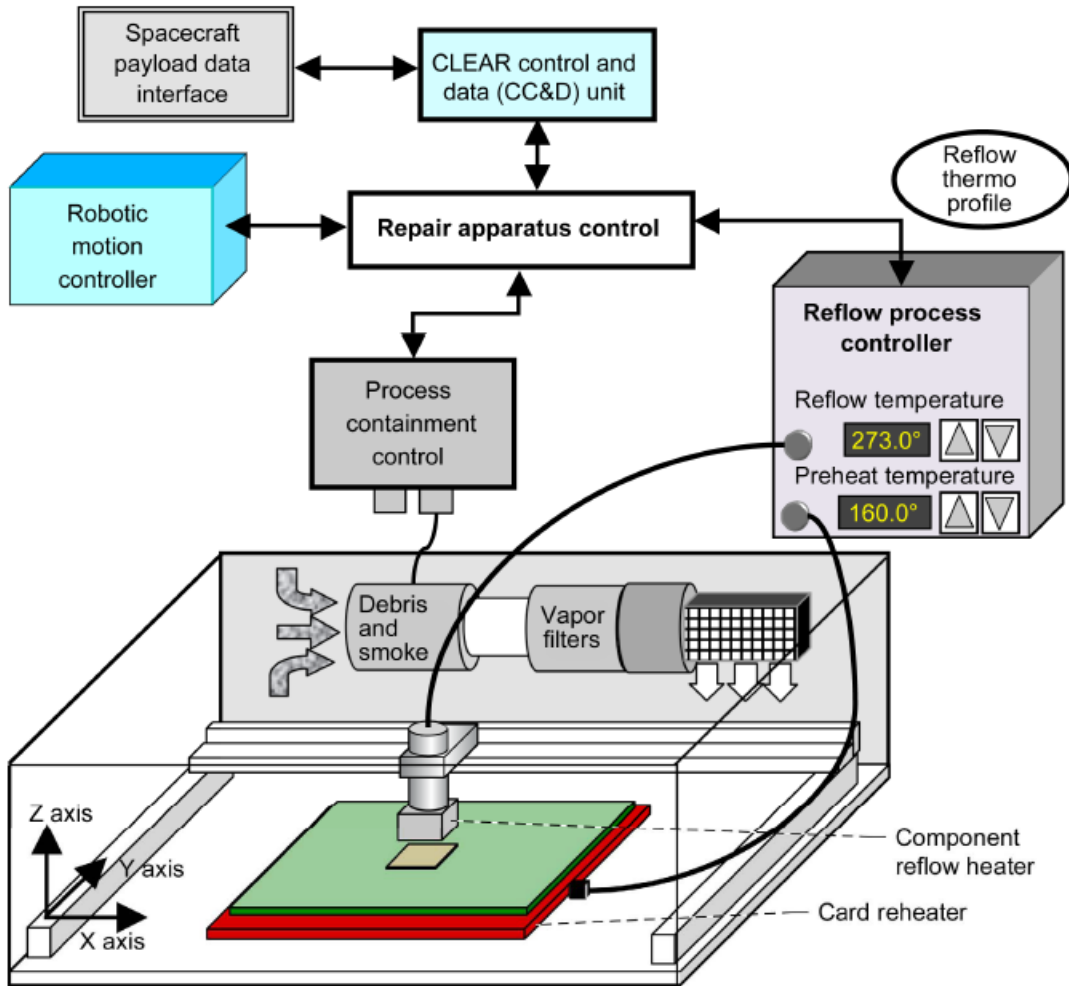 Spacecraft
payload data
interface
CLEAR control and
data (CC&D) unit
Reflow
thermo
profile
Robotic
motion
controller
Repair apparatus control
Reflow process
controller
Process
containment
control
Reflow temperature
273.0°
Preheat temperature
160.0°
Debris
and
smoke
Vapor
filters
Z axis
Y axis
X axis
Component
reflow heater
Card reheater